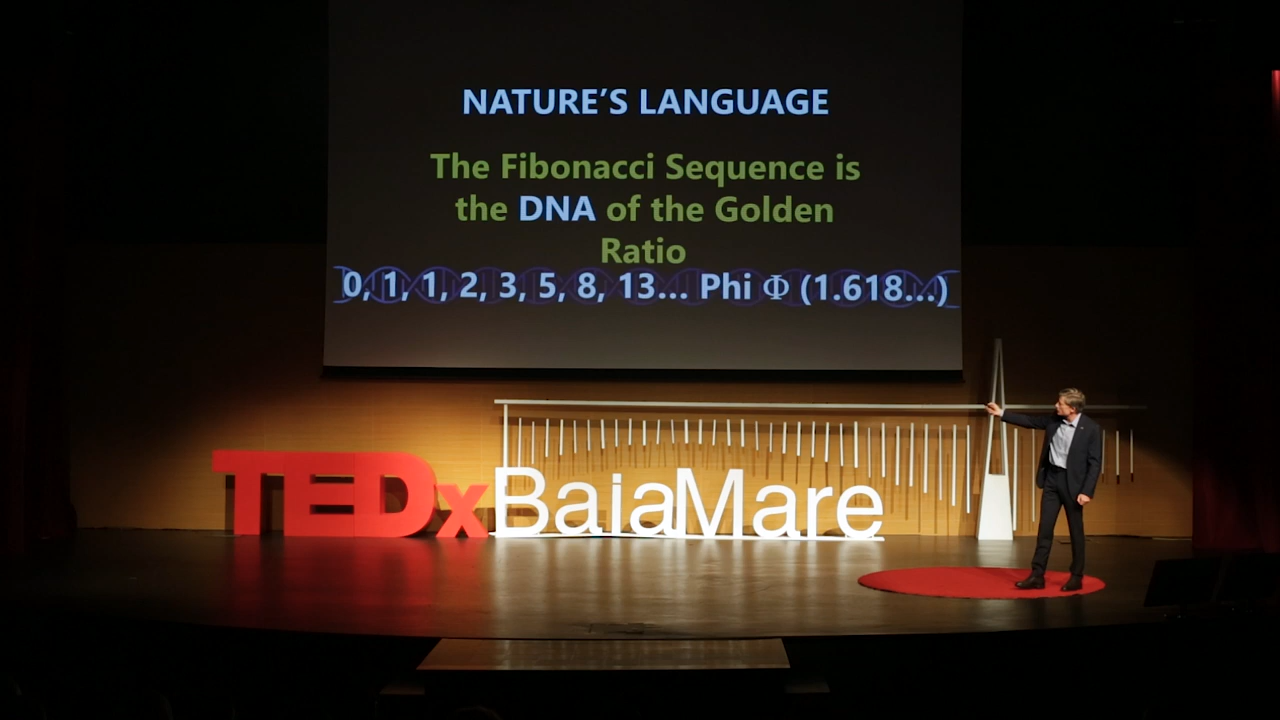 NATURE’S LANGUAGE
The Fibonacci Sequence is
the DNA of the Golden
Ratio
0, 1, 1, 2, 3, 5, 8, 13... Phi Φ (1.618...)
TEDxBaiaMare